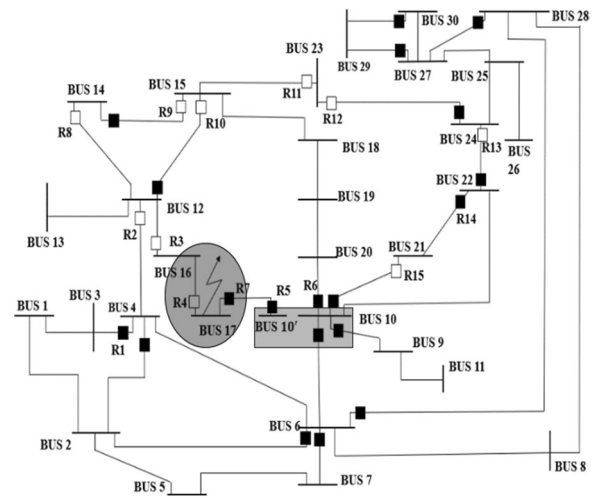 BUS 30
BUS 28
BUS 29
BUS 27
BUS 23
BUS 25
BUS 15
BUS 14
R11
R9
R10
R12
R8
BUS 24
R13
BUS 18
BUS
26
BUS 22
BUS 12
BUS 19
R14
R2
BUS 13
R3
BUS 21
BUS 20
BUS 16
R15
R7
R5
R6
BUS 3
R4
BUS 1
BUS 4
BUS 17
BUS 10′
BUS 10
R1
BUS 9
BUS 11
BUS 6
BUS 2
BUS 8
BUS 5
BUS 7